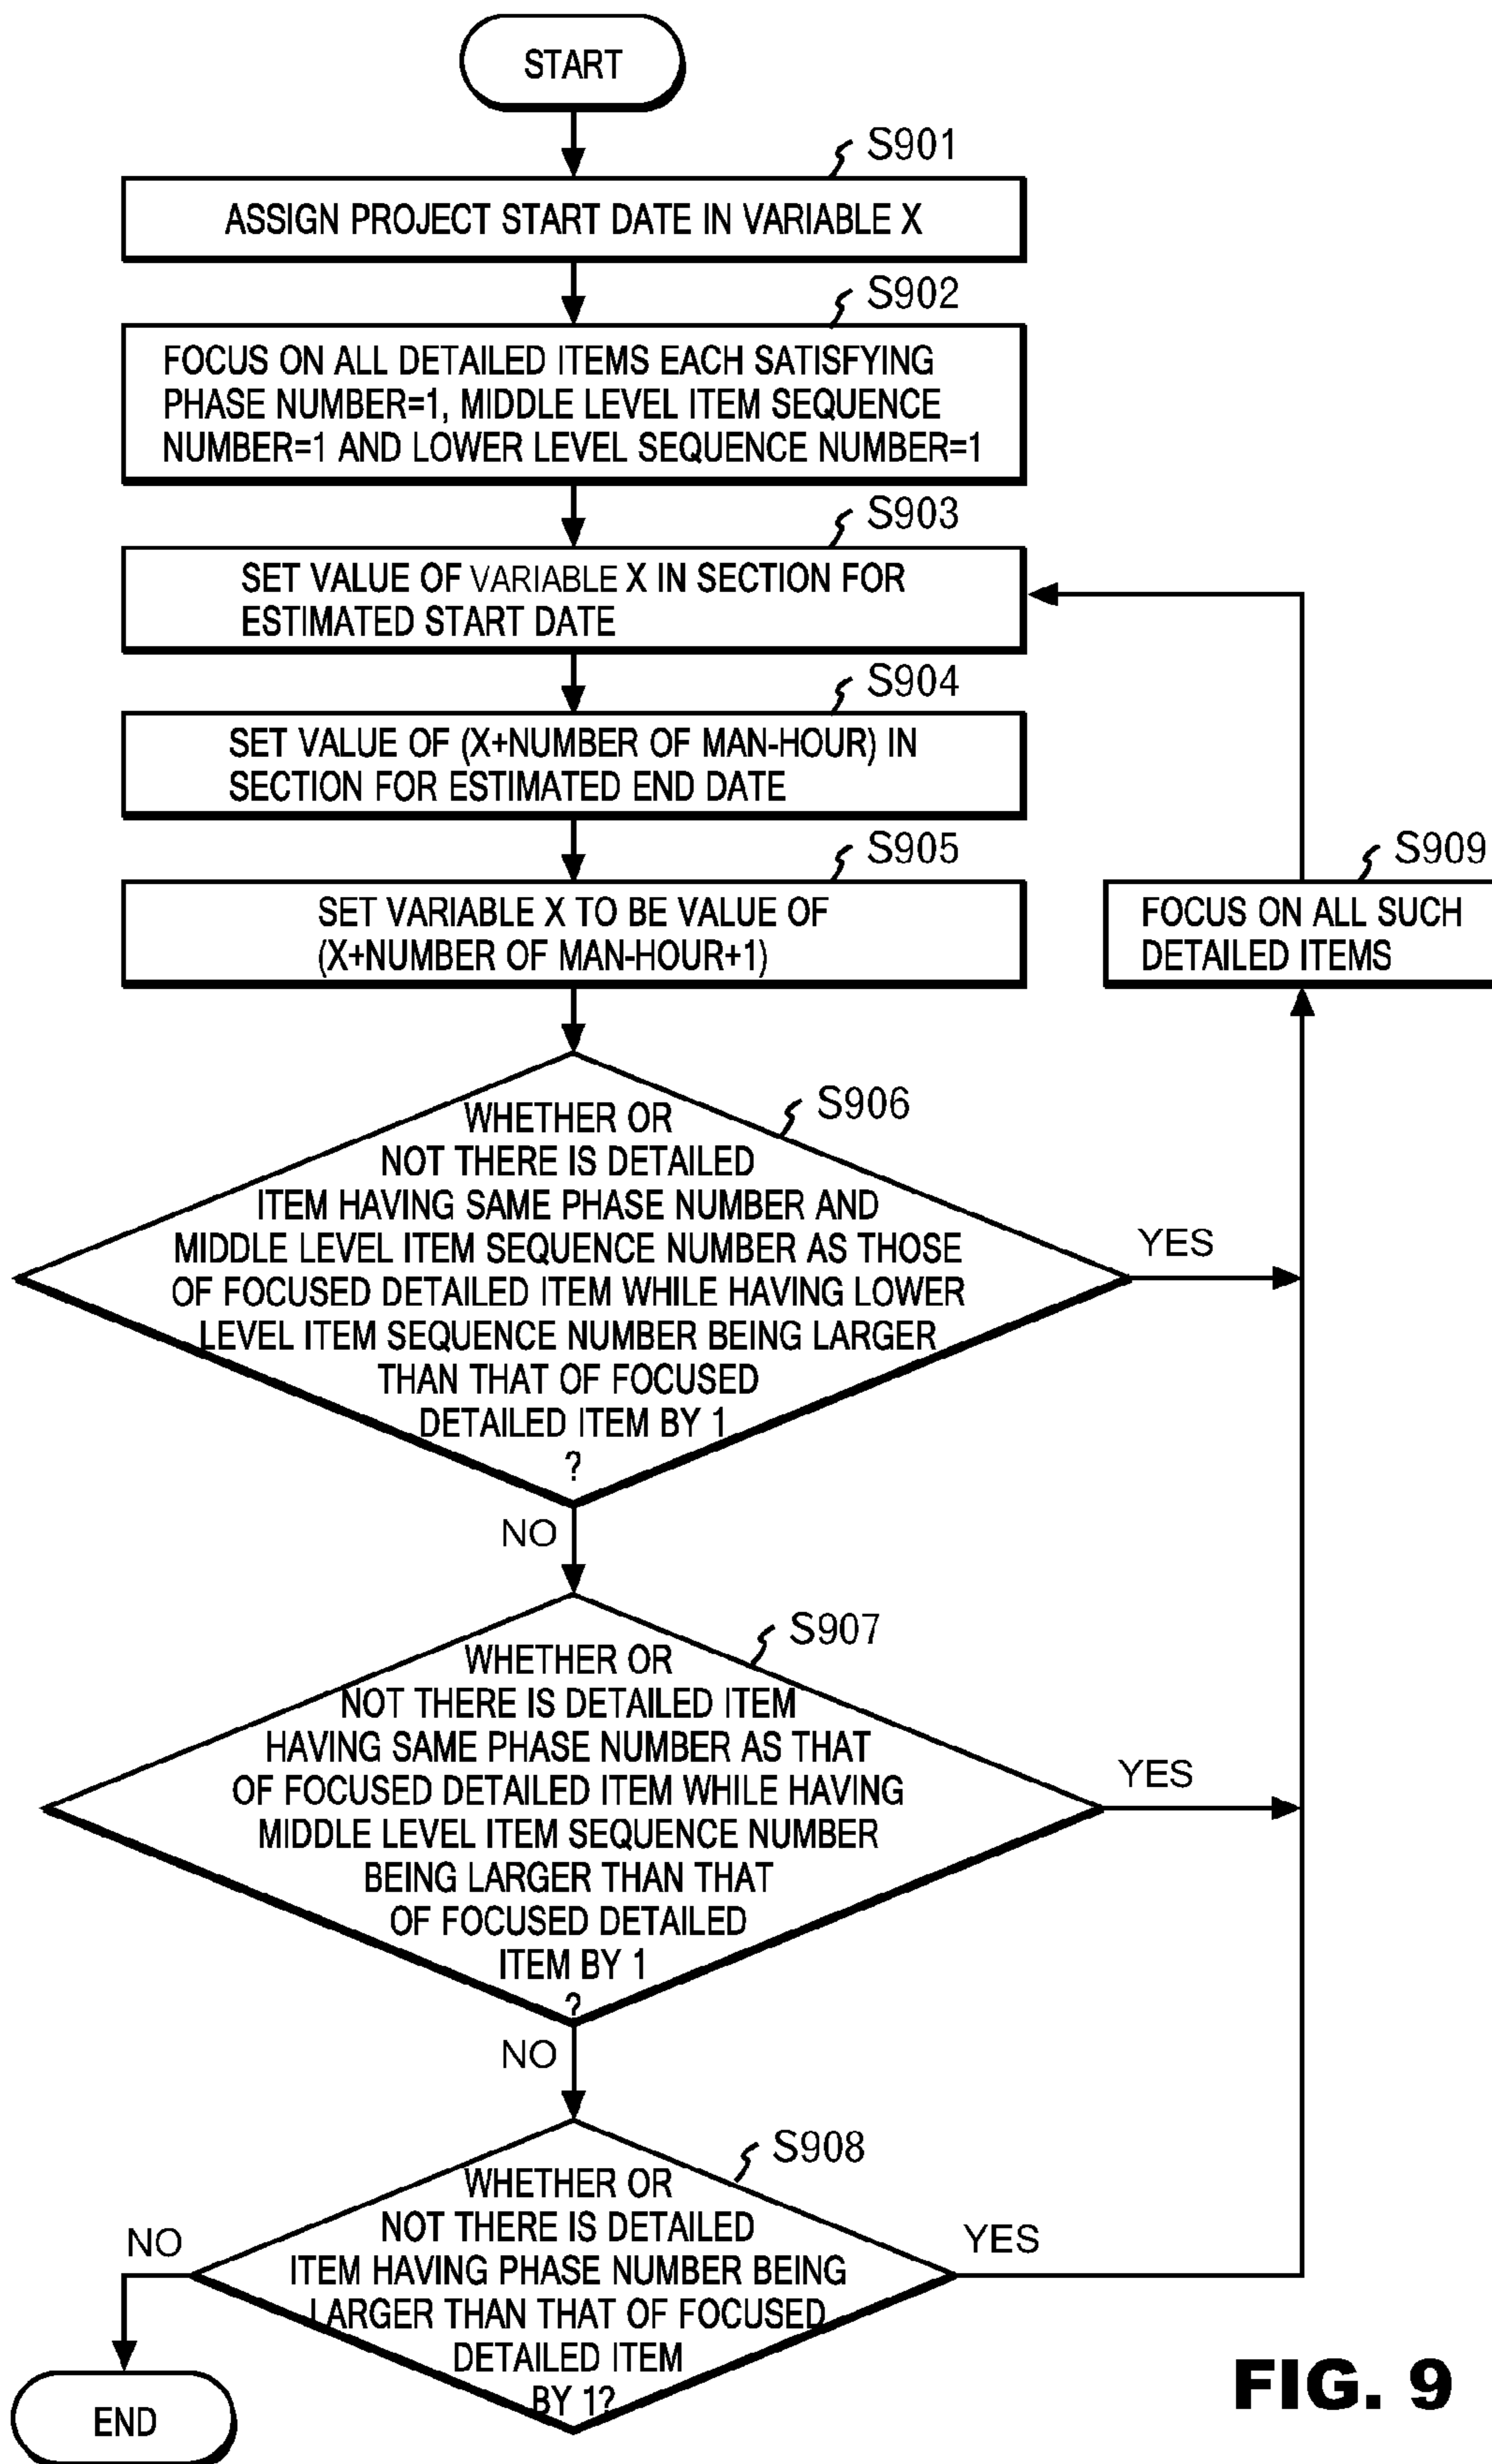 START
S901
ASSIGN PROJECT START DATE IN VARIABLE X
S902
FOCUS ON ALL DETAILED ITEMS EACH SATISFYING
PHASE NUMBER=1, MIDDLE LEVEL ITEM SEQUENCE
NUMBER=1 AND LOWER LEVEL SEQUENCE NUMBER=1
S903
SET VALUE OF VARIABLE X IN SECTION FOR
ESTIMATED START DATE
S904
SET VALUE OF (X+NUMBER OF MAN-HOUR) IN
SECTION FOR ESTIMATED END DATE
S905
SET VARIABLE X TO BE VALUE OF
(X+NUMBER OF MAN-HOUR+1)
S909
FOCUS ON ALL SUCH
DETAILED ITEMS
S906
WHETHER OR
NOT THERE IS DETAILED
ITEM HAVING SAME PHASE NUMBER AND
MIDDLE LEVEL ITEM SEQUENCE NUMBER AS THOSE
OF FOCUSED DETAILED ITEM WHILE HAVING LOWER
LEVEL ITEM SEQUENCE NUMBER BEING LARGER
THAN THAT OF FOCUSED
DETAILED ITEM BY 1
?
YES
NO
S907
WHETHER OR
NOT THERE IS DETAILED ITEM
HAVING SAME PHASE NUMBER AS THAT
OF FOCUSED DETAILED ITEM WHILE HAVING
MIDDLE LEVEL ITEM SEQUENCE NUMBER
BEING LARGER THAN THAT
OF FOCUSED DETAILED
ITEM BY 1
?
YES
NO
S908
WHETHER OR
NOT THERE IS DETAILED
ITEM HAVING PHASE NUMBER BEING
LARGER THAN THAT OF FOCUSED
DETAILED ITEM
BY 1?
NO
YES
END
FIG. 9